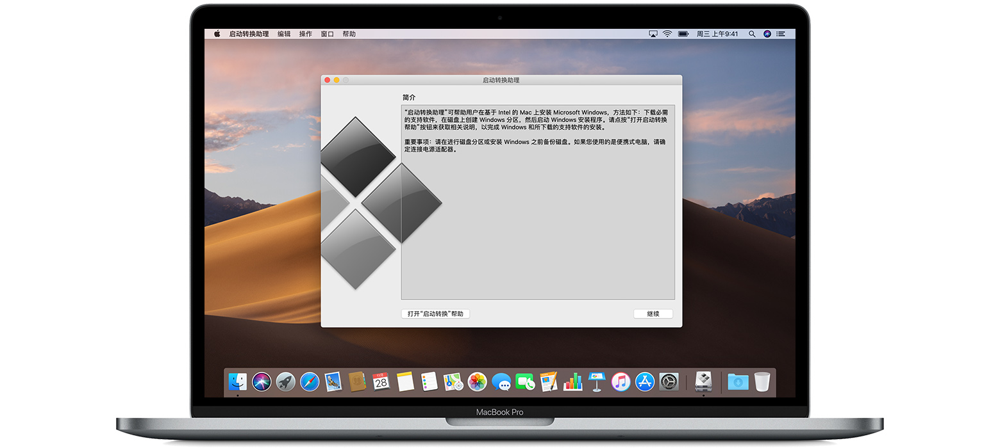 启动转换助理 编辑 操作 窗口 帮助 周三 上午9:41
启动转换助理
简介
“启动转换助理”可帮助用户在基于 Intel 的 Mac 上安装 Microsoft Windows，方法如下：下载必需
的支持软件，在磁盘上创建 Windows 分区，然后启动 Windows 安装程序。请点按“打开启动转换
帮助”按钮来获取相关说明，以完成 Windows 和所下载的支持软件的安装。
重要事项：请在进行磁盘分区或安装 Windows 之前备份磁盘。如果您使用的是便携式电脑，请确
定连接电源适配器。
打开“启动转换”帮助 继续
11月
28
MacBook Pro